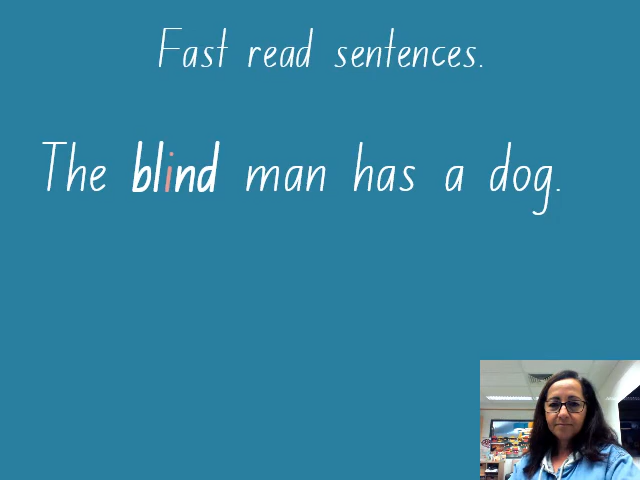 Fast read sentences.
The blind man has a dog.